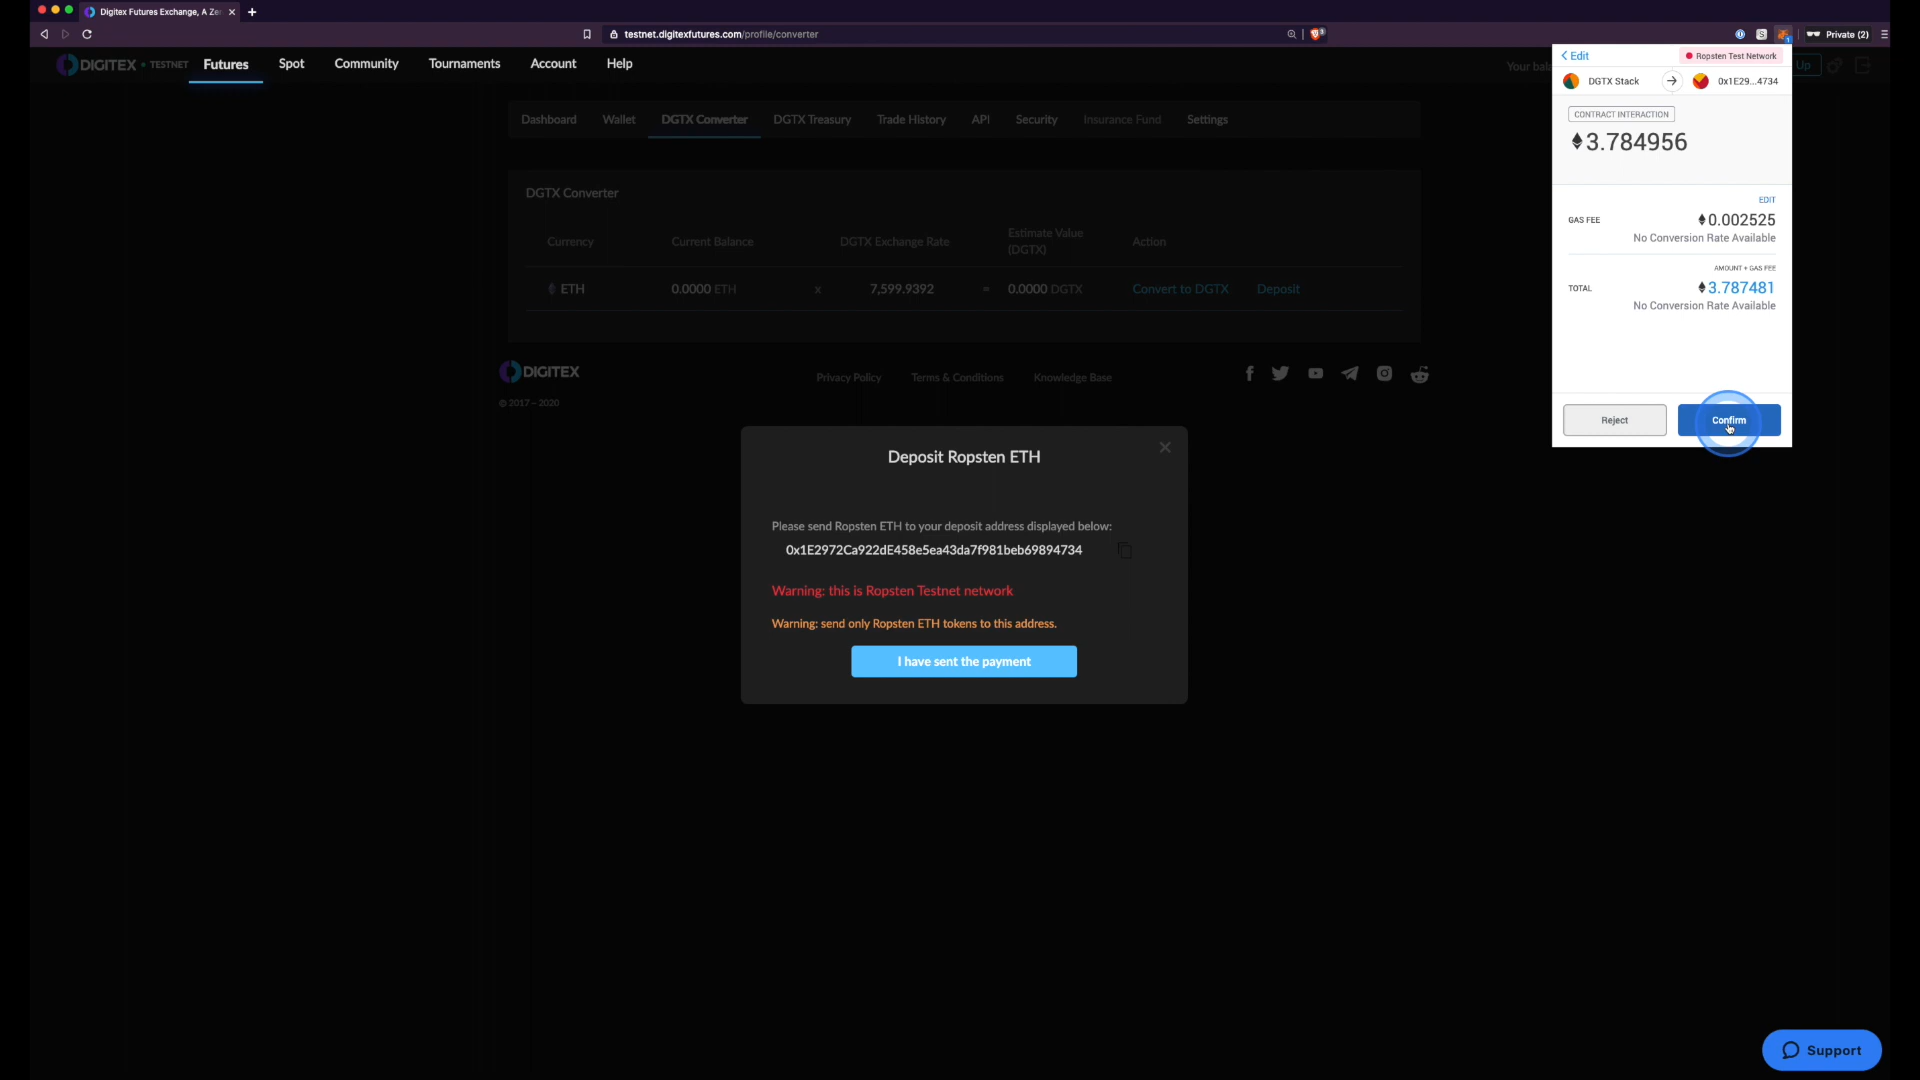 Digitex Futures Exchange, A Ze
testnet.digitexfutures.com/profile/converter
Private (2)
DIGITEX • TESTNET
Futures
Spot
Community
Tournaments
Account
Help
Your bal
Up
Dashboard
Wallet
DGTX Converter
DGTX Treasury
Trade History
API
Security
Insurance Fund
Settings
DGTX Converter
Currency
Current Balance
DGTX Exchange Rate
Estimate Value
(DGTX)
Action
ETH
0.0000 ETH
x
7,599.9392
=
0.0000 DGTX
Convert to DGTX
Deposit
DIGITEX
© 2017 – 2020
Privacy Policy
Terms & Conditions
Knowledge Base
Deposit Ropsten ETH
Please send Ropsten ETH to your deposit address displayed below:
0x1E2972Ca922dE458e5ea43da7f981beb69894734
Warning: this is Ropsten Testnet network
Warning: send only Ropsten ETH tokens to this address.
I have sent the payment
Edit
Ropsten Test Network
DGTX Stack
0x1E29...4734
CONTRACT INTERACTION
3.784956
EDIT
GAS FEE
0.002525
No Conversion Rate Available
AMOUNT + GAS FEE
TOTAL
3.787481
No Conversion Rate Available
Reject
Confirm
Support